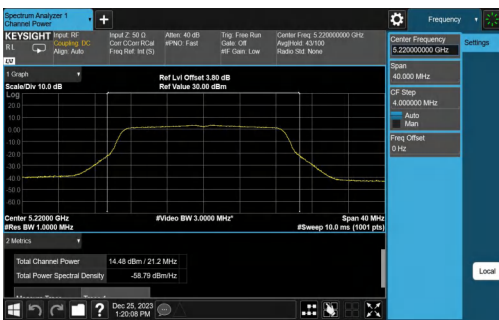 Spectrum Analyzer 1
Channel Power
Frequency
KEYSIGHT
Input: RF
Coupling: DC
Align: Auto
Input Z: 50 Ω
Corr CCorr RCal
Freq Ref: Int (S)
Atten: 40 dB
#PNO: Fast
Trig: Free Run
Gate: Off
#IF Gain: Low
Center Freq: 5.220000000 GHz
Avg|Hold: 43/100
Radio Std: None
RL
LXI
Center Frequency
5.220000000 GHz
Settings
Span
40.000 MHz
CF Step
4.000000 MHz
Auto
Man
Freq Offset
0 Hz
Local
1 Graph
Scale/Div 10.0 dB
Ref Lvl Offset 3.80 dB
Ref Value 30.00 dBm
Log
20.0
10.0
0.00
-10.0
-20.0
-30.0
-40.0
-50.0
-60.0
Center 5.22000 GHz
#Video BW 3.0000 MHz*
Span 40 MHz
#Res BW 1.0000 MHz
#Sweep 10.0 ms (1001 pts)
2 Metrics
Total Channel Power
14.48 dBm / 21.2 MHz
Total Power Spectral Density
-58.79 dBm/Hz
?
Dec 25, 2023
1:20:08 PM